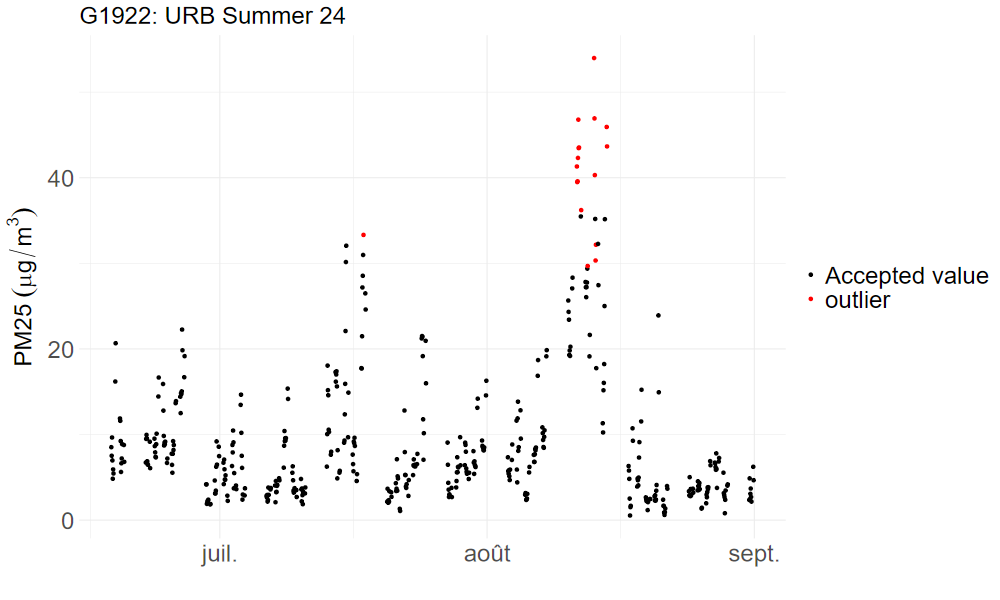 G1922: URB Summer 24
PM25 (μg/m³)
40
20
0
juil.
août
sept.
Accepted value
outlier